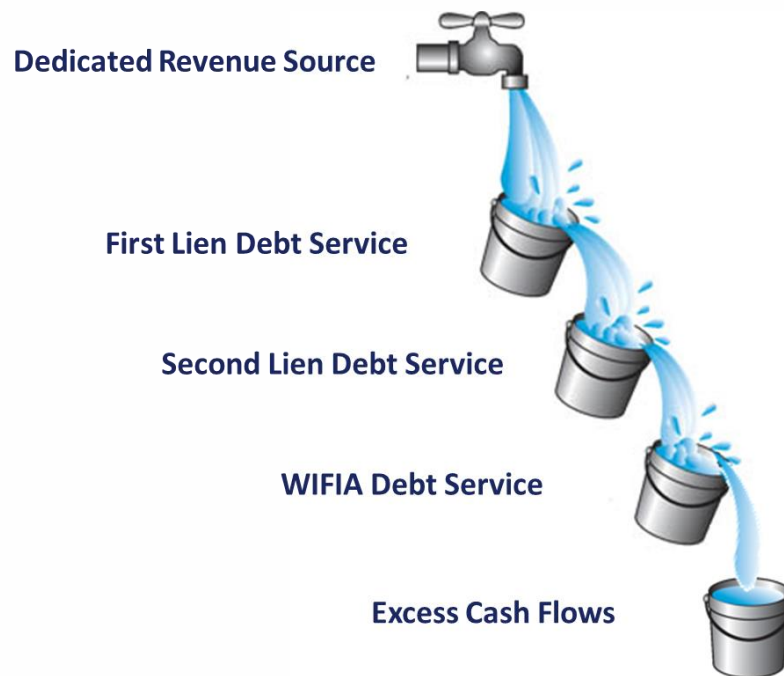 Dedicated Revenue Source
First Lien Debt Service
Second Lien Debt Service
WIFIA Debt Service
Excess Cash Flows